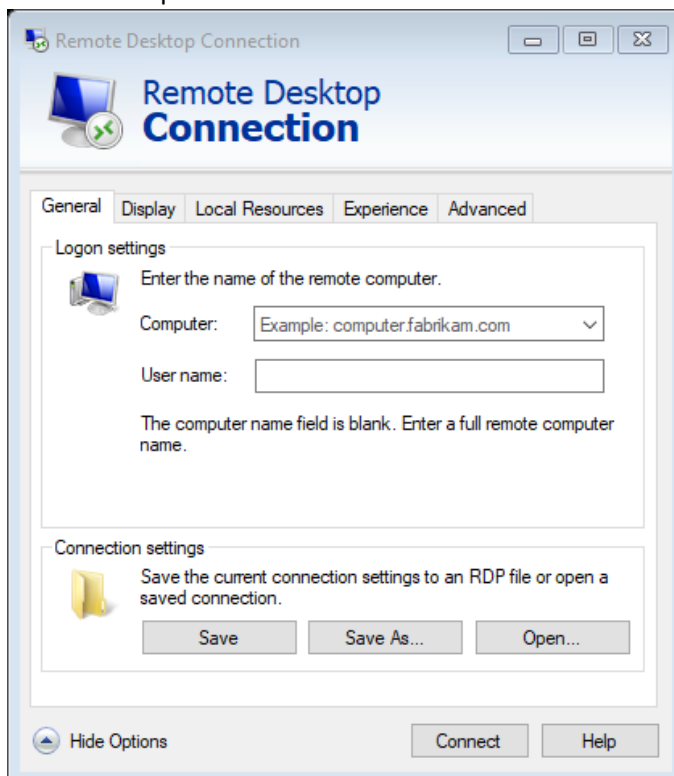 Remote Desktop Connection
Remote Desktop
Connection
General Display Local Resources Experience Advanced
Logon settings
Enter the name of the remote computer.
Computer: Example: computer.fabrikam.com
User name:
The computer name field is blank. Enter a full remote computer
name.
Connection settings
Save the current connection settings to an RDP file or open a
saved connection.
Save Save As... Open...
Hide Options Connect Help